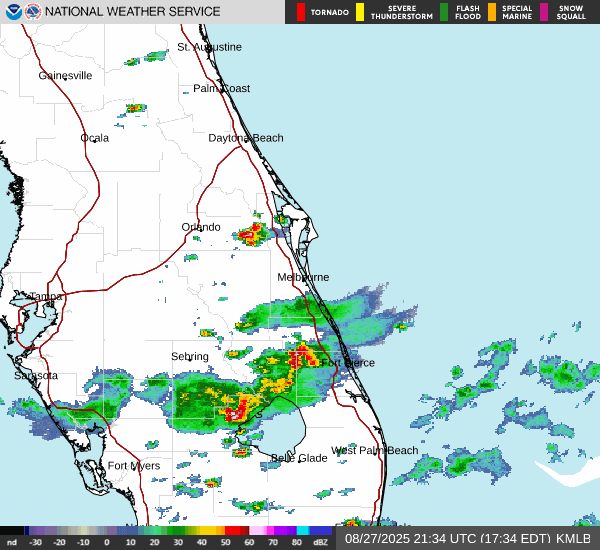 NATIONAL WEATHER SERVICE
TORNADO
SEVERE
THUNDERSTORM
FLASH
FLOOD
SPECIAL
MARINE
SNOW
SQUALL
St. Augustine
Gainesville
Palm Coast
Ocala
Daytona Beach
Orlando
Melbourne
Tampa
Sebring
Fort Pierce
Sarasota
West Palm Beach
Belle Glade
Fort Myers
nd -30 -20 -10 0 10 20 30 40 50 60 70 80 dBZ
08/27/2025 21:34 UTC (17:34 EDT) KMLB